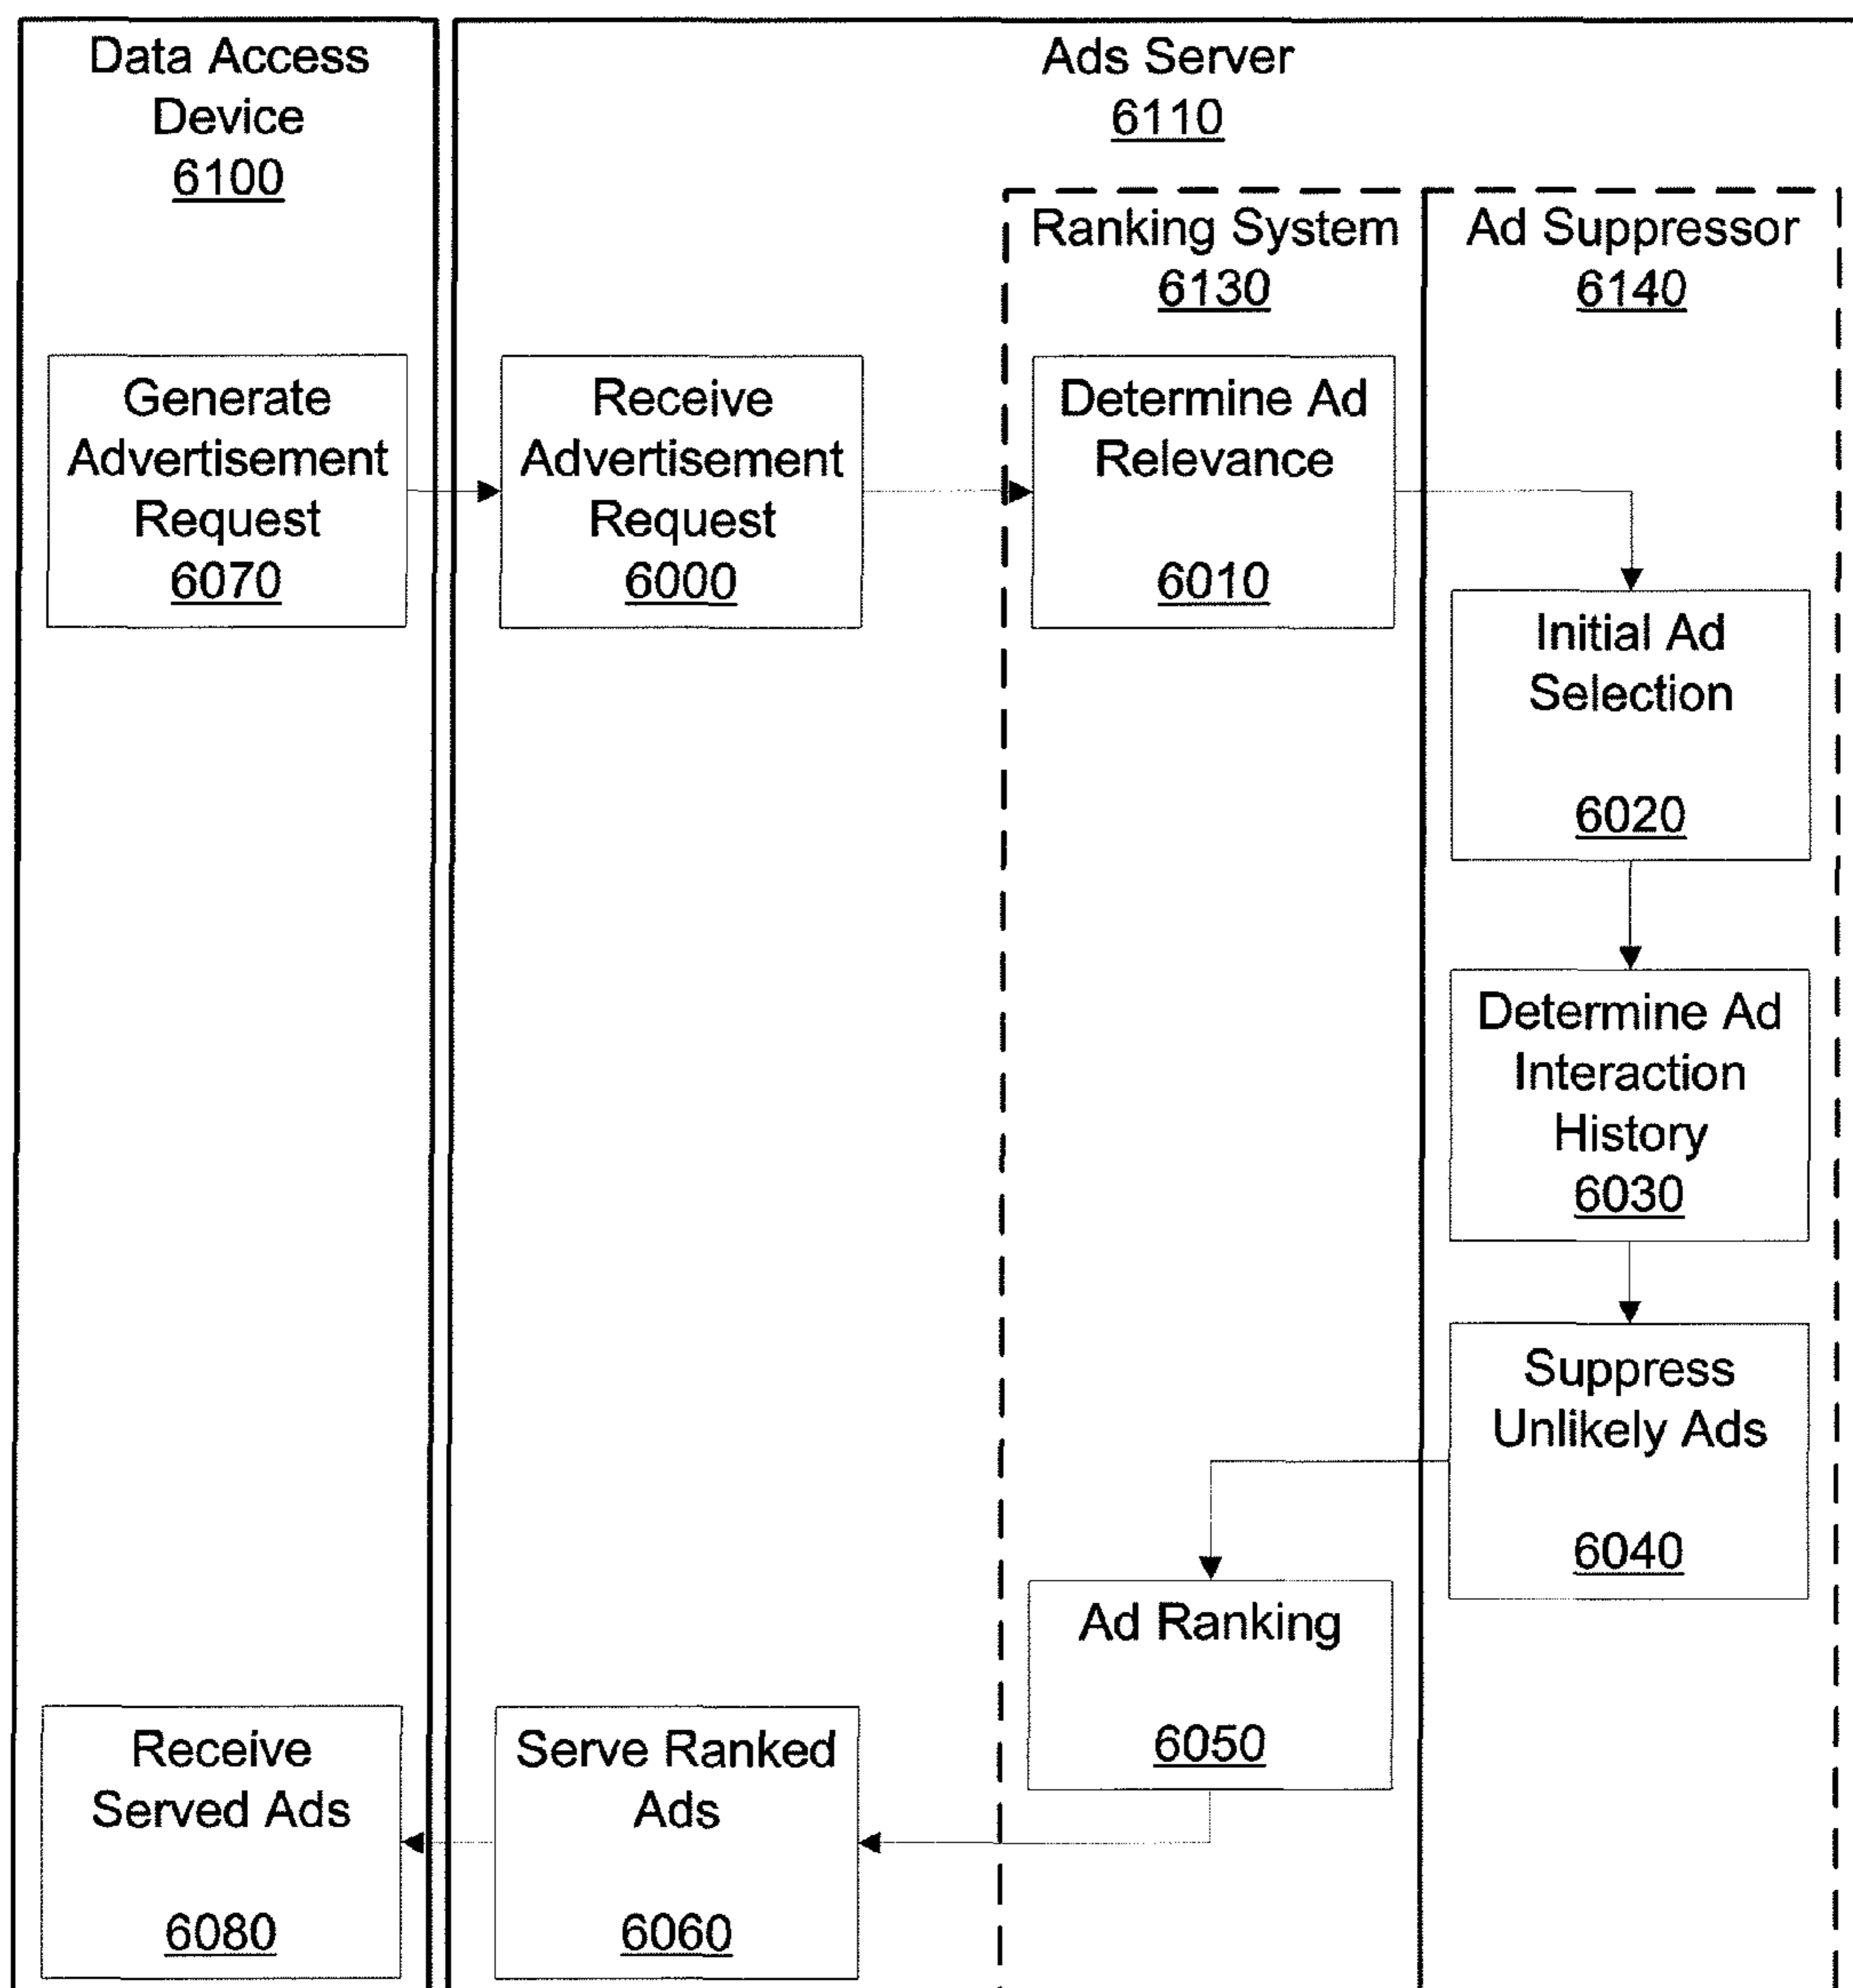 Data Access
Device
6100
Ads Server
6110
Ranking System
6130
Ad Suppressor
6140
Generate
Advertisement
Request
6070
Receive
Advertisement
Request
6000
Determine Ad
Relevance
6010
Initial Ad
Selection
6020
Determine Ad
Interaction
History
6030
Suppress
Unlikely Ads
6040
Ad Ranking
6050
Serve Ranked
Ads
6060
Receive
Served Ads
6080